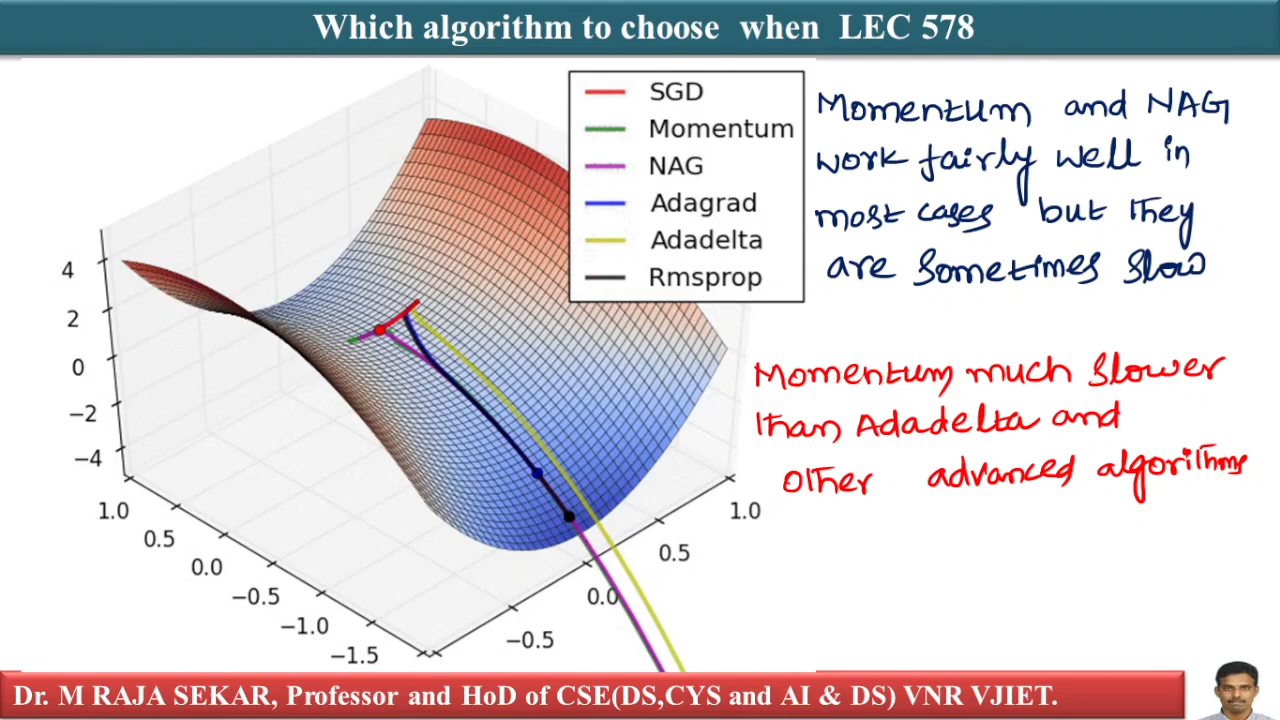 Which algorithm to choose when LEC 578
SGD
Momentum
NAG
Adagrad
Adadelta
Rmsprop
Momentum and NAG
work fairly well in
most cases but they
are sometimes slow
Momentum much slower
than Adadelta and
other advanced algorithms
4
2
0
−2
−4
1.0
0.5
0.0
−0.5
−1.0
−1.5
−0.5
0.0
0.5
1.0
Dr. M RAJA SEKAR, Professor and HoD of CSE(DS,CYS and AI & DS) VNR VJIET.